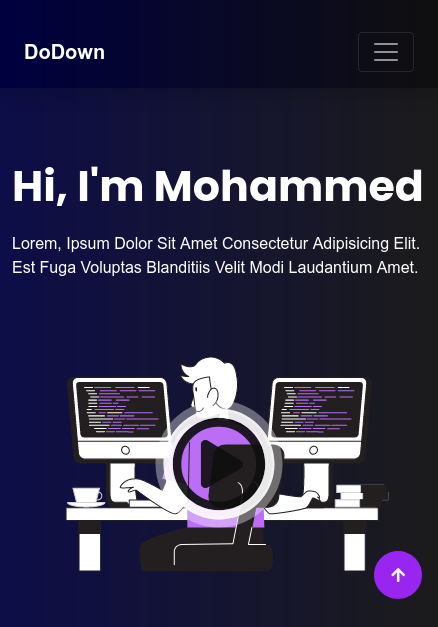 DoDown
Hi, I'm Mohammed
Lorem, Ipsum Dolor Sit Amet Consectetur Adipisicing Elit.
Est Fuga Voluptas Blanditiis Velit Modi Laudantium Amet.